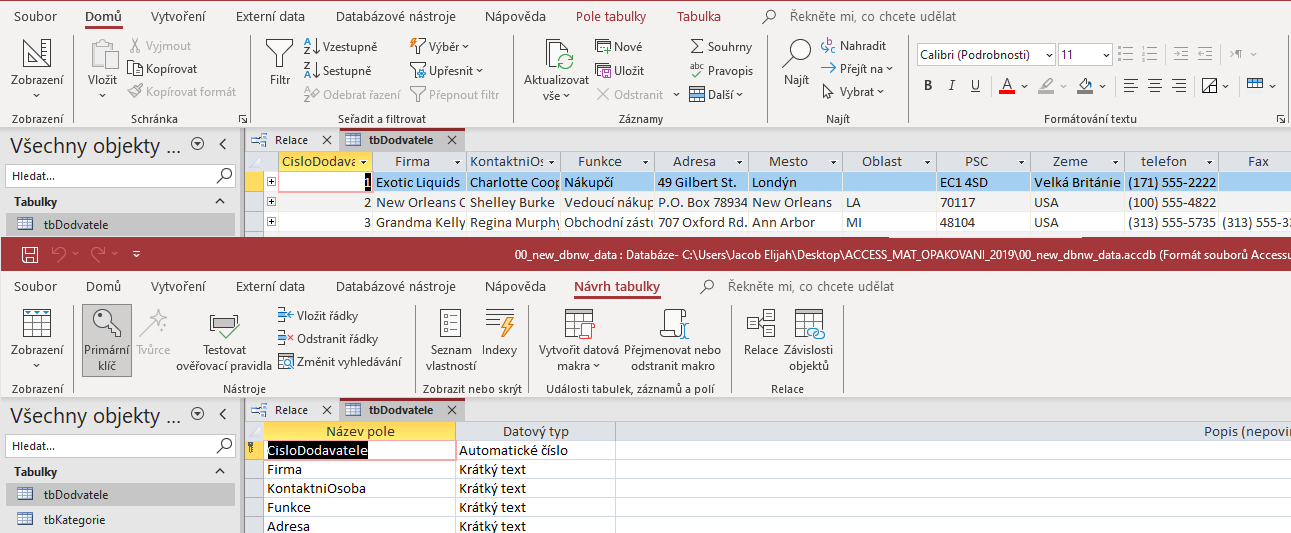 Soubor Domů Vytvoření Externí data Databázové nástroje Nápověda Pole tabulky Tabulka Řekněte mi, co chcete udělat
Zobrazení
Vložit
Vyjmout
Kopírovat
Kopírovat formát
Filtr
Vzestupně
Sestupně
Odebrat řazení
Výběr
Upřesnit
Přepnout filtr
Aktualizovat
vše
Nové
Uložit
Odstranit
Souhrny
Pravopis
Další
Najít
Nahradit
Přejít na
Vybrat
Calibri (Podrobnosti) 11
B I U A
Zobrazení Schránka Seřadit a filtrovat Záznamy Najít Formátování textu
Všechny objekty ...
Hledat...
Tabulky
tbDodvatele
Relace tbDodvatele
CisloDodava Firma KontaktniOs Funkce Adresa Mesto Oblast PSC Zeme telefon Fax
1 Exotic Liquids Charlotte Coop Nákupčí 49 Gilbert St. Londýn EC1 4SD Velká Británie (171) 555-2222
2 New Orleans C Shelley Burke Vedoucí nákup P.O. Box 78934 New Orleans LA 70117 USA (100) 555-4822
3 Grandma Kelly Regina Murphy Obchodní zástu 707 Oxford Rd. Ann Arbor MI 48104 USA (313) 555-5735 (313) 555-33
00_new_dbnw_data : Databáze- C:\Users\Jacob Elijah\Desktop\ACCESS_MAT_OPAKOVANI_2019\00_new_dbnw_data.accdb (Formát souborů Accessu
Soubor Domů Vytvoření Externí data Databázové nástroje Nápověda Návrh tabulky Řekněte mi, co chcete udělat
Zobrazení
Primární
klíč
Tvůrce
Testovat
ověřovací pravidla
Vložit řádky
Odstranit řádky
Změnit vyhledávání
Seznam
vlastností
Indexy
Vytvořit datová
makra
Přejmenovat nebo
odstranit makro
Relace
Závislosti
objektů
Zobrazení Nástroje Zobrazit nebo skrýt Události tabulek, záznamů a polí Relace
Všechny objekty ...
Hledat...
Tabulky
tbDodvatele
tbKategorie
Relace tbDodvatele
Název pole Datový typ Popis (nepovin
CisloDodavatele Automatické číslo
Firma Krátký text
KontaktniOsoba Krátký text
Funkce Krátký text
Adresa Krátký text